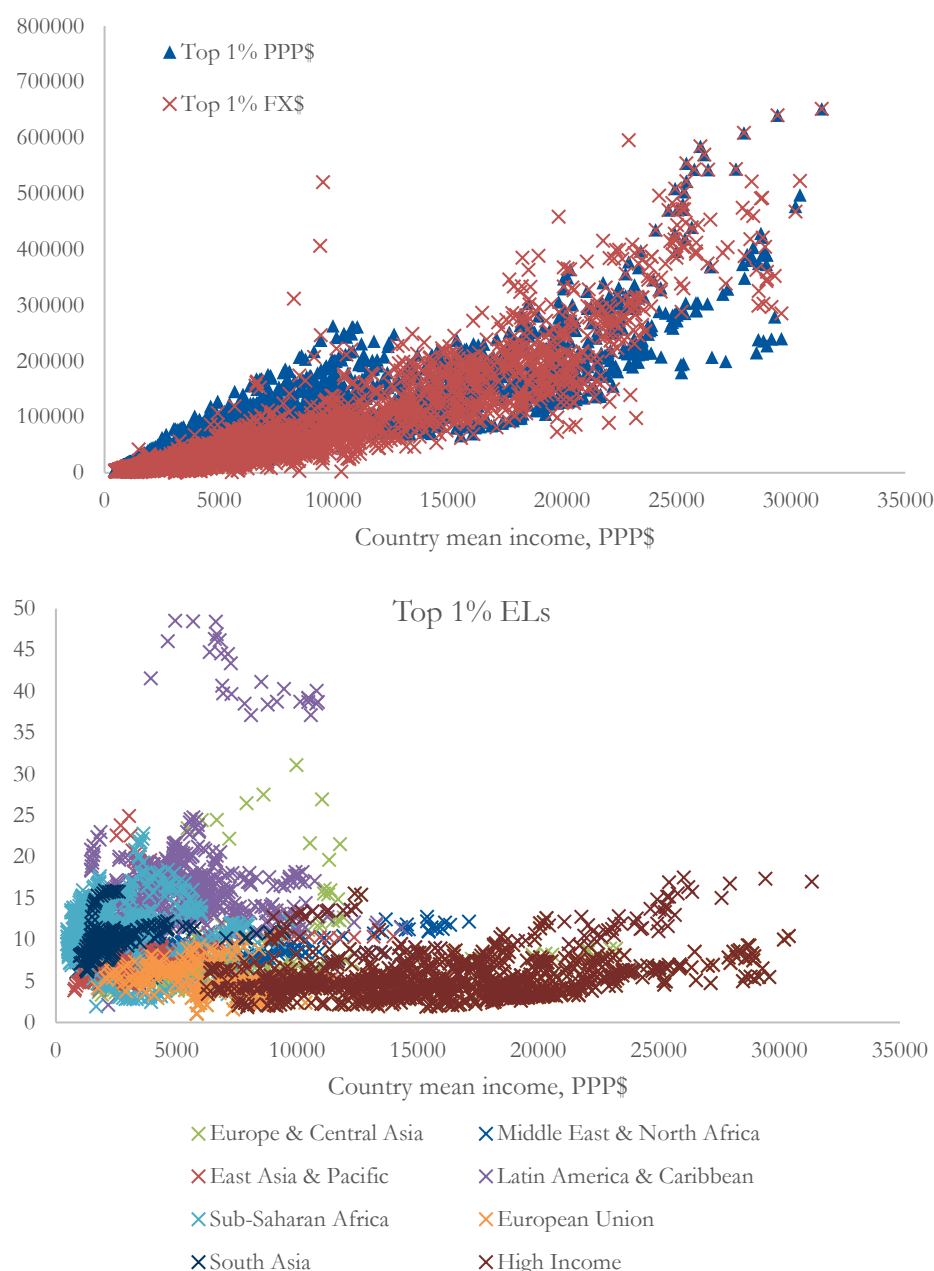 800000
700000
600000
500000
400000
300000
200000
100000
0
Top 1% PPP$
Top 1% FX$
0 5000 10000 15000 20000 25000 30000 35000
Country mean income, PPP$
Top 1% ELs
50
45
40
35
30
25
20
15
10
5
0
0 5000 10000 15000 20000 25000 30000 35000
Country mean income, PPP$
Europe & Central Asia Middle East & North Africa
East Asia & Pacific Latin America & Caribbean
Sub-Saharan Africa European Union
South Asia High Income